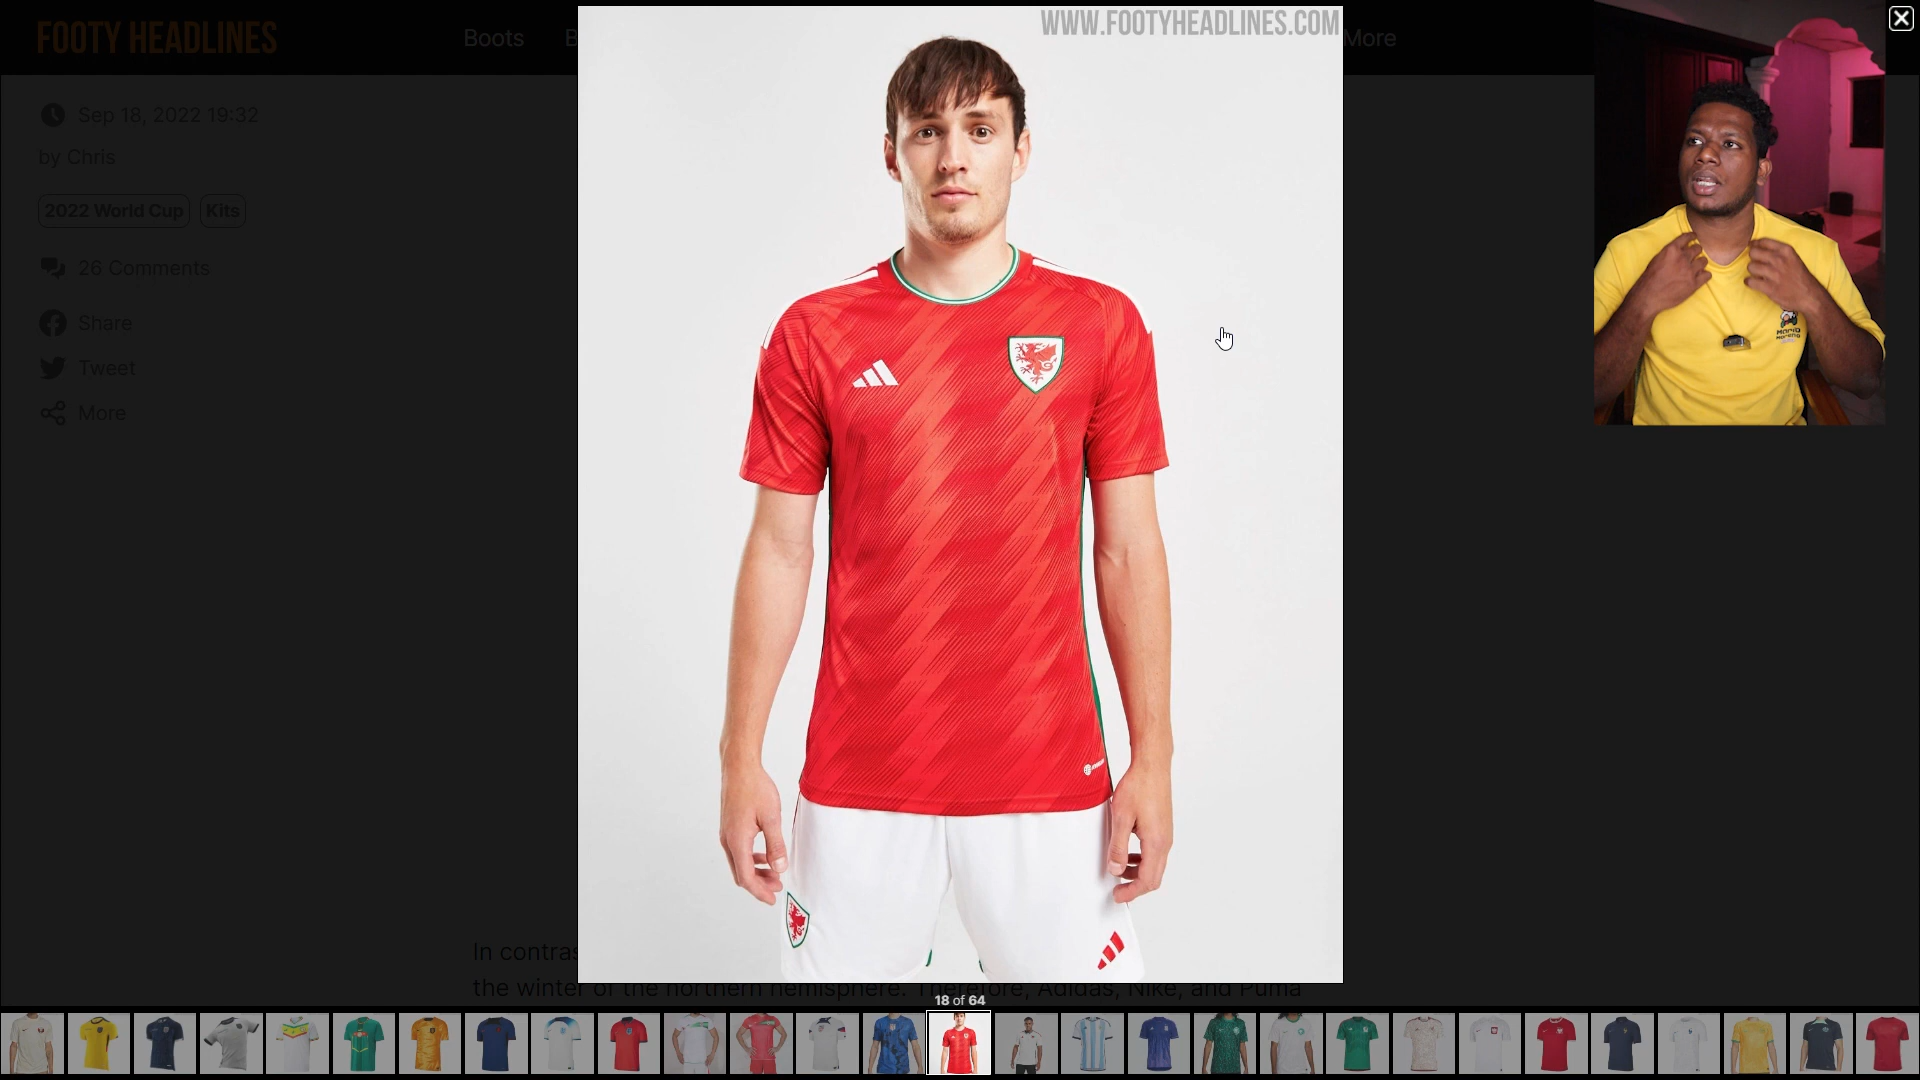 FOOTY HEADLINES
Boots
B
More
WWW.FOOTYHEADLINES.COM
Sep 18, 2022 19:32
by Chris
2022 World Cup
Kits
26 Comments
Share
Tweet
More
In contras
the winter of the northern hemisphere. Therefore, Adidas, Nike, and Puma
18 of 64